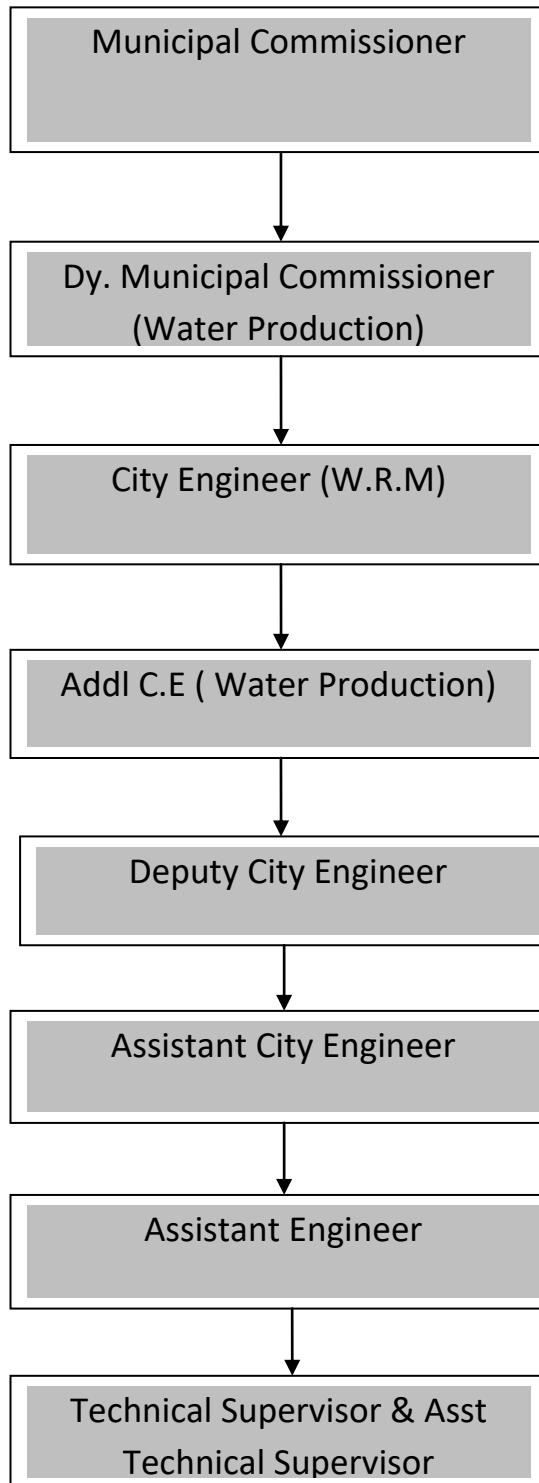 Municipal Commissioner
Dy. Municipal Commissioner
(Water Production)
City Engineer (W.R.M)
Addl C.E ( Water Production)
Deputy City Engineer
Assistant City Engineer
Assistant Engineer
Technical Supervisor & Asst
Technical Supervisor